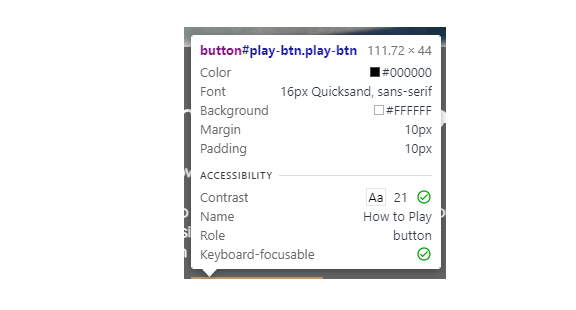 button#play-btn.play-btn 111.72 × 44
Color #000000
Font 16px Quicksand, sans-serif
Background #FFFFFF
Margin 10px
Padding 10px
ACCESSIBILITY
Contrast Aa 21
Name How to Play
Role button
Keyboard-focusable